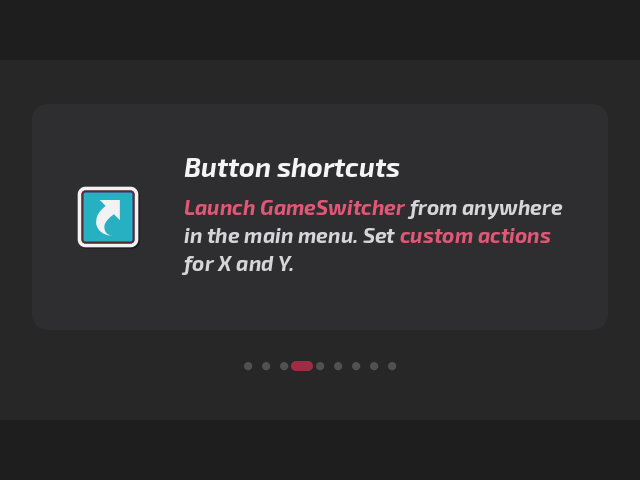 Button shortcuts
Launch GameSwitcher from anywhere
in the main menu. Set custom actions
for X and Y.